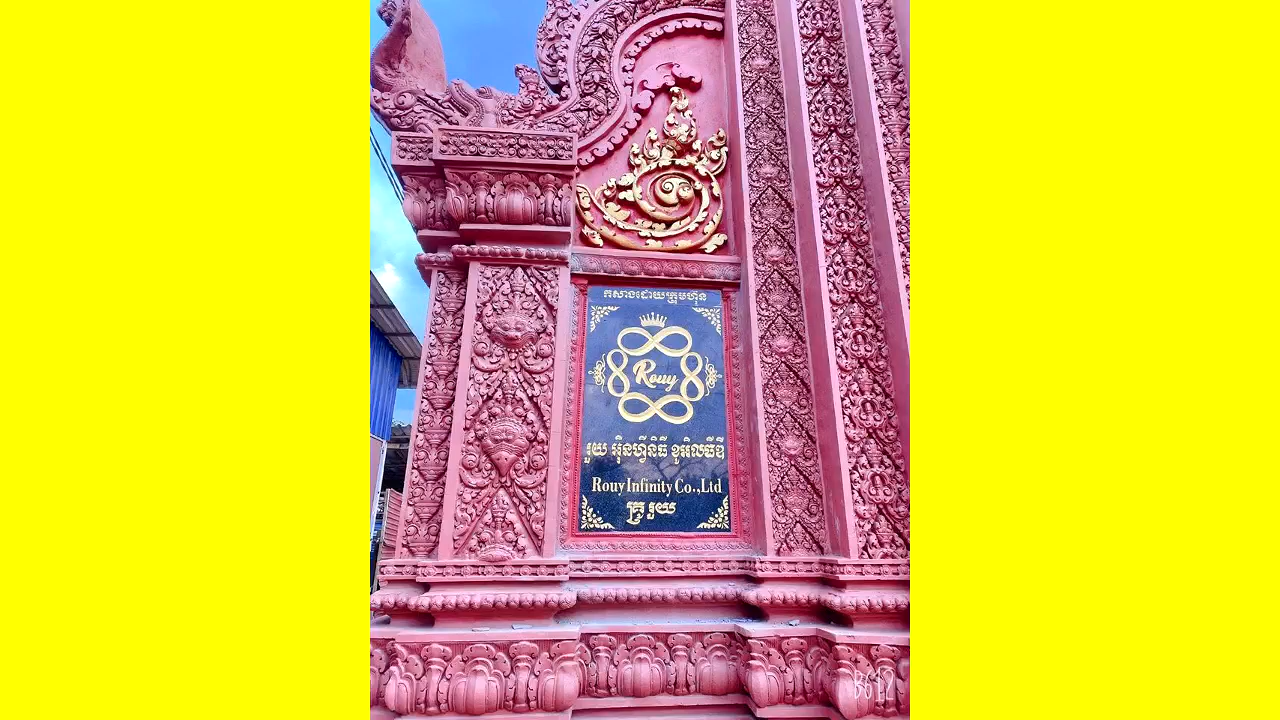 កសាងដោយក្រុមហ៊ុន
Rouy
រួយ អ៊ិនហ្វីនិធី ខូអិលធីឌី
Rouy Infinity Co.,Ltd
គ្រូ រួយ
B612